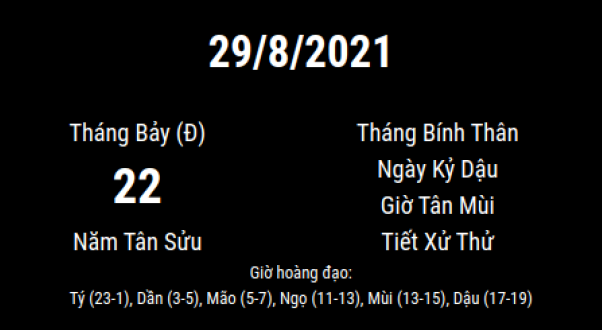 29/8/2021
Tháng Bảy (Đ)
22
Năm Tân Sửu
Tháng Bính Thân
Ngày Kỷ Dậu
Giờ Tân Mùi
Tiết Xử Thử
Giờ hoàng đạo:
Tý (23-1), Dần (3-5), Mão (5-7), Ngọ (11-13), Mùi (13-15), Dậu (17-19)